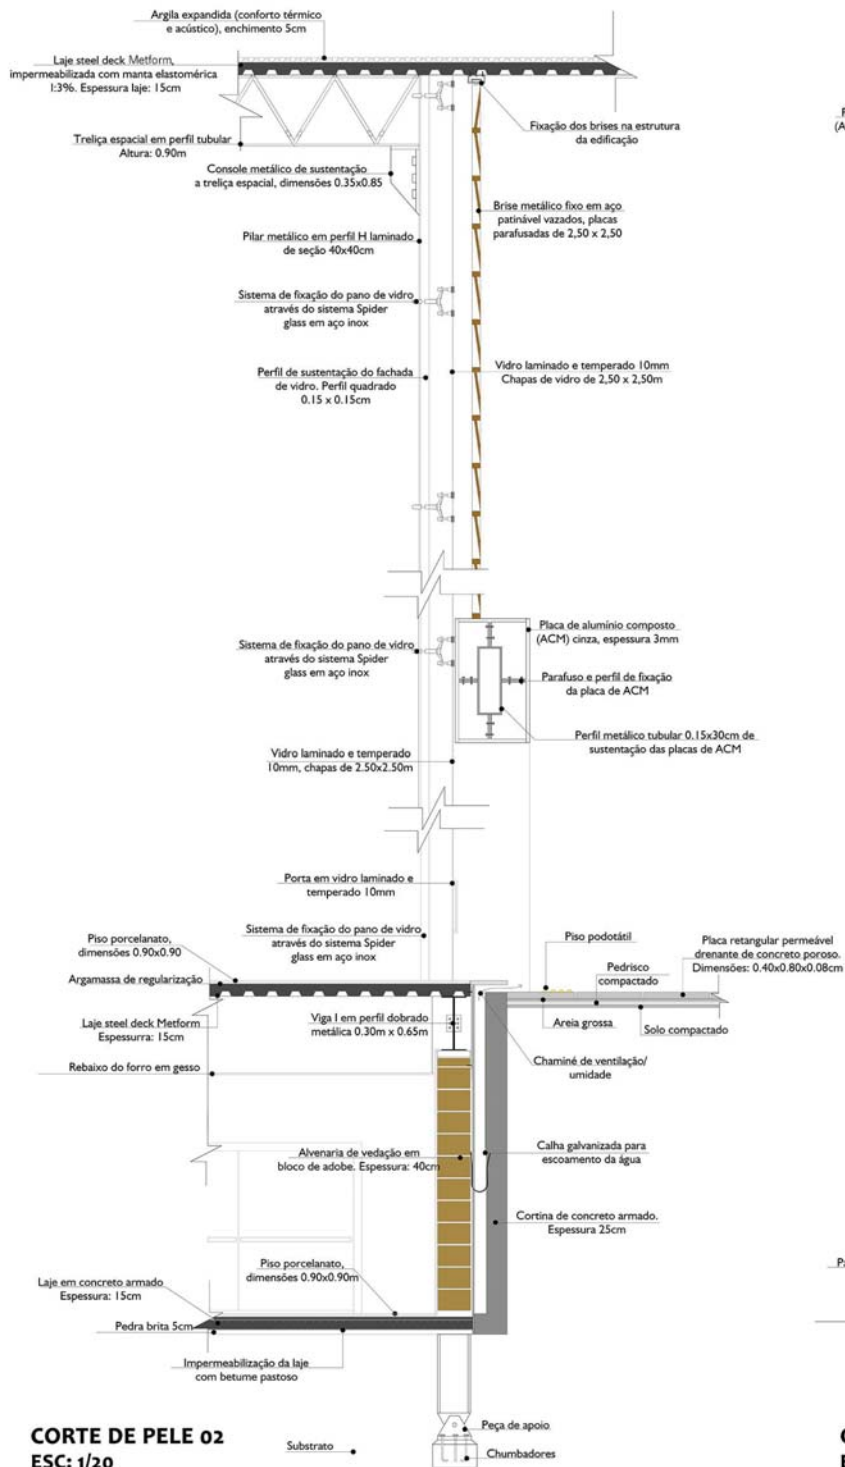 Argila expandida (conforto térmico
e acústico), enchimento 5cm
Laje steel deck Metform,
impermeabilizada com manta elastomérica
I:3%. Espessura laje: 15cm
Treliça espacial em perfil tubular
Altura: 0.90m
Fixação dos brises na estrutura
da edificação
Console metálico de sustentação
a treliça espacial, dimensões 0.35x0.85
Brise metálico fixo em aço
patinável vazados, placas
parafusadas de 2,50 x 2,50
Pilar metálico em perfil H laminado
de seção 40x40cm
Sistema de fixação do pano de vidro
através do sistema Spider
glass em aço inox
Perfil de sustentação do fachada
de vidro. Perfil quadrado
0.15 x 0.15cm
Vidro laminado e temperado 10mm
Chapas de vidro de 2,50 x 2,50m
Placa de alumínio composto
(ACM) cinza, espessura 3mm
Sistema de fixação do pano de vidro
através do sistema Spider
glass em aço inox
Parafuso e perfil de fixação
da placa de ACM
Perfil metálico tubular 0.15x30cm de
sustentação das placas de ACM
Vidro laminado e temperado
10mm, chapas de 2.50x2.50m
Porta em vidro laminado e
temperado 10mm
Piso porcelanato,
dimensões 0.90x0.90
Sistema de fixação do pano de vidro
através do sistema Spider
glass em aço inox
Piso podotátil
Placa retangular permeável
drenante de concreto poroso.
Dimensões: 0.40x0.80x0.08cm
Pedrisco
compactado
Argamassa de regularização
Laje steel deck Metform
Espessurra: 15cm
Viga I em perfil dobrado
metálica 0.30m x 0.65m
Areia grossa
Solo compactado
Rebaixo do forro em gesso
Chaminé de ventilação/
umidade
Alvenaria de vedação em
bloco de adobe. Espessura: 40cm
Calha galvanizada para
escoamento da água
Cortina de concreto armado.
Espessura 25cm
Piso porcelanato,
dimensões 0.90x0.90m
Laje em concreto armado
Espessura: 15cm
Pedra brita 5cm
Impermeabilização da laje
com betume pastoso
Peça de apoio
CORTE DE PELE 02
ESC: 1/20
Substrato
Chumbadores